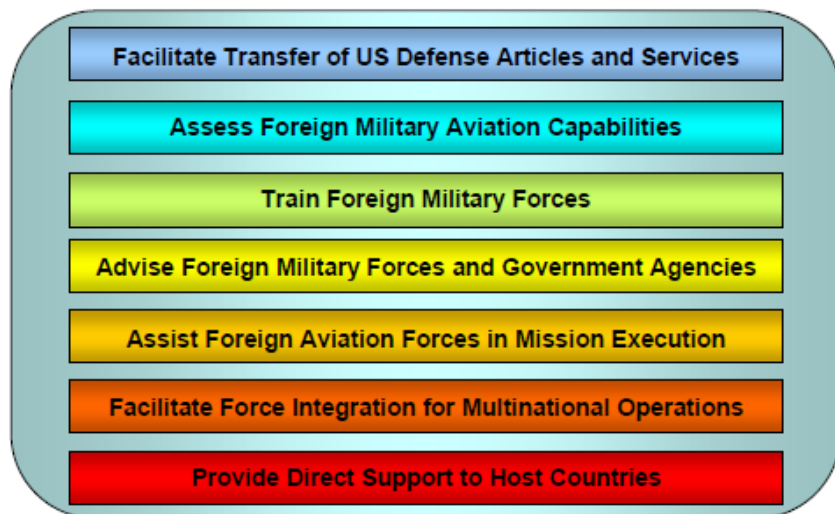 Facilitate Transfer of US Defense Articles and Services
Assess Foreign Military Aviation Capabilities
Train Foreign Military Forces
Advise Foreign Military Forces and Government Agencies
Assist Foreign Aviation Forces in Mission Execution
Facilitate Force Integration for Multinational Operations
Provide Direct Support to Host Countries